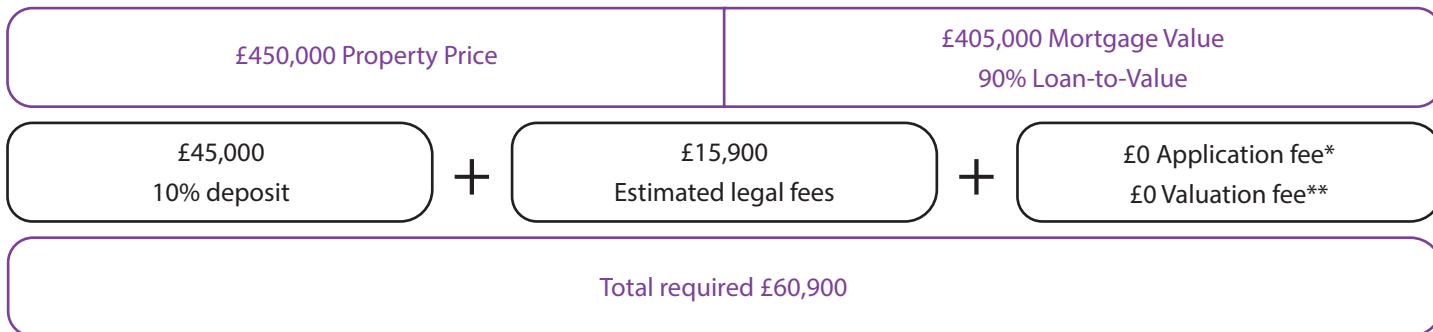 £450,000 Property Price
£405,000 Mortgage Value
90% Loan-to-Value
£45,000
10% deposit
+
£15,900
Estimated legal fees
+
£0 Application fee*
£0 Valuation fee**
Total required £60,900